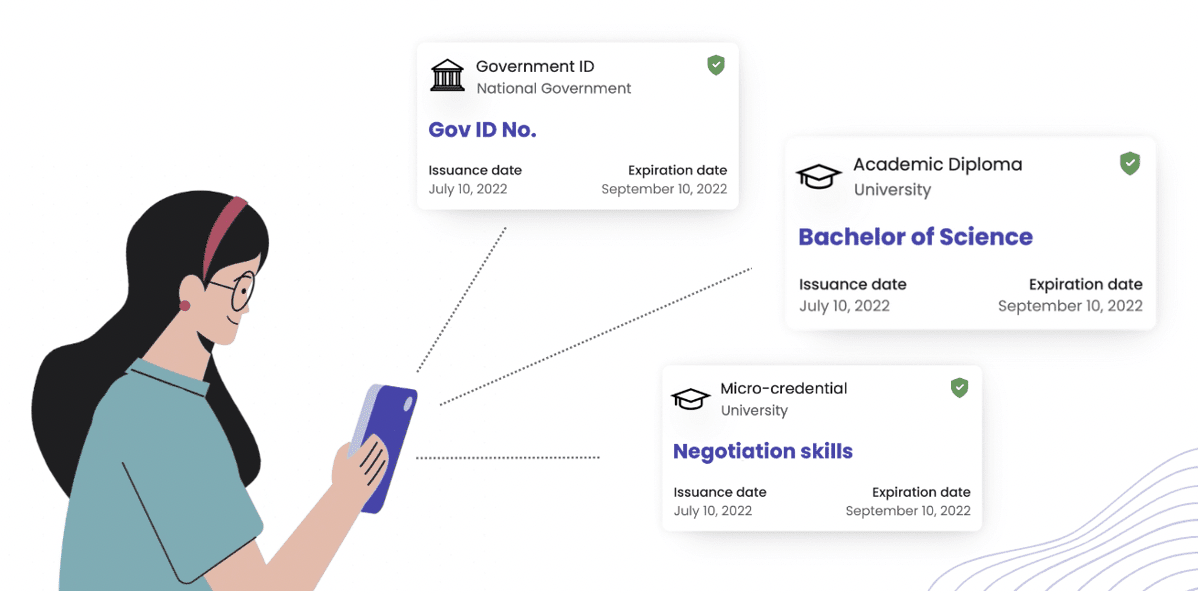 Government ID
National Government
Gov ID No.
Issuance date Expiration date
July 10, 2022 September 10, 2022
Academic Diploma
University
Bachelor of Science
Issuance date Expiration date
July 10, 2022 September 10, 2022
Micro-credential
University
Negotiation skills
Issuance date Expiration date
July 10, 2022 September 10, 2022